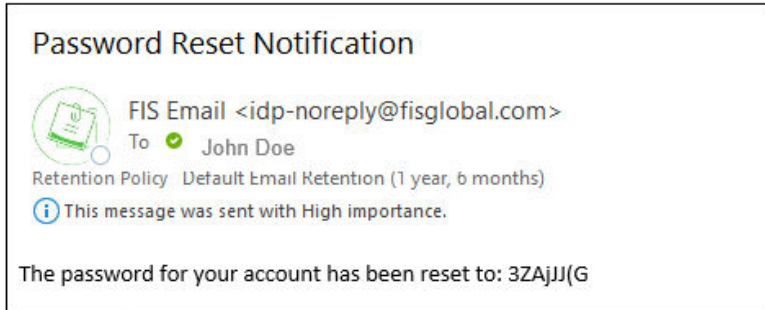 Password Reset Notification
FIS Email <idp-noreply@fisglobal.com>
To John Doe
Retention Policy Default Email Retention (1 year, 6 months)
This message was sent with High importance.
The password for your account has been reset to: 3ZAjJJ(G